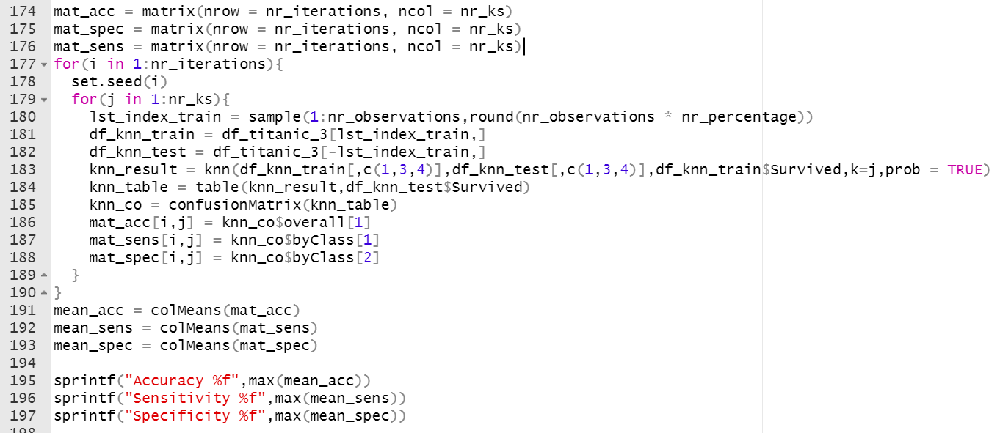 174 mat_acc = matrix(nrow = nr_iterations, ncol = nr_ks)
175 mat_spec = matrix(nrow = nr_iterations, ncol = nr_ks)
176 mat_sens = matrix(nrow = nr_iterations, ncol = nr_ks)
177 for(i in 1:nr_iterations){
178   set.seed(i)
179   for(j in 1:nr_ks){
180     lst_index_train = sample(1:nr_observations,round(nr_observations * nr_percentage))
181     df_knn_train = df_titanic_3[lst_index_train,]
182     df_knn_test = df_titanic_3[-lst_index_train,]
183     knn_result = knn(df_knn_train[,c(1,3,4)],df_knn_test[,c(1,3,4)],df_knn_train$Survived,k=j,prob = TRUE)
184     knn_table = table(knn_result,df_knn_test$Survived)
185     knn_co = confusionMatrix(knn_table)
186     mat_acc[i,j] = knn_co$overall[1]
187     mat_sens[i,j] = knn_co$byClass[1]
188     mat_spec[i,j] = knn_co$byClass[2]
189   }
190 }
191 mean_acc = colMeans(mat_acc)
192 mean_sens = colMeans(mat_sens)
193 mean_spec = colMeans(mat_spec)
194
195 sprintf("Accuracy %f",max(mean_acc))
196 sprintf("Sensitivity %f",max(mean_sens))
197 sprintf("Specificity %f",max(mean_spec))
198